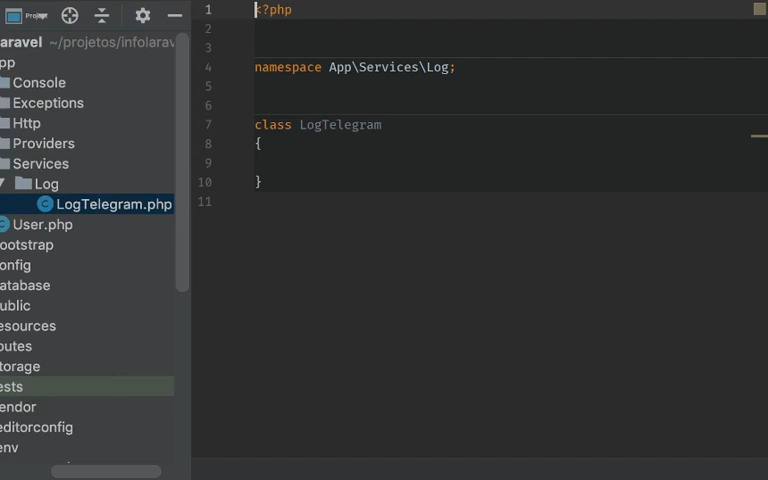 Proje
aravel ~/projetos/infolarav
pp
Console
Exceptions
Http
Providers
Services
Log
LogTelegram.php
User.php
ootstrap
onfig
atabase
ublic
esources
outes
torage
ests
endor
editorconfig
env
1 <?php
2
3
4 namespace App\Services\Log;
5
6
7 class LogTelegram
8 {
9
10 }
11